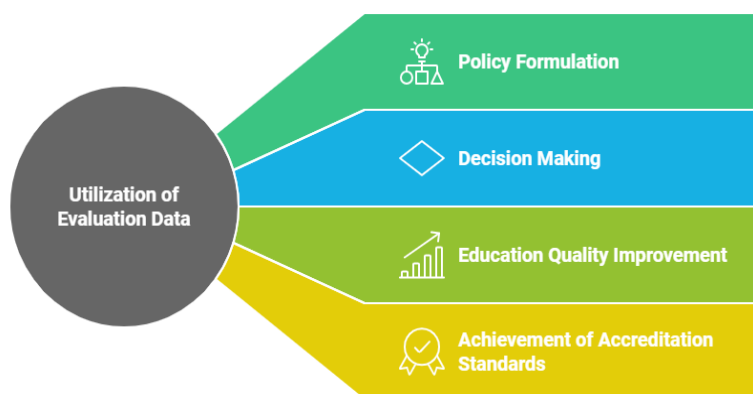 Utilization of
Evaluation Data
Policy Formulation
Decision Making
Education Quality Improvement
Achievement of Accreditation
Standards